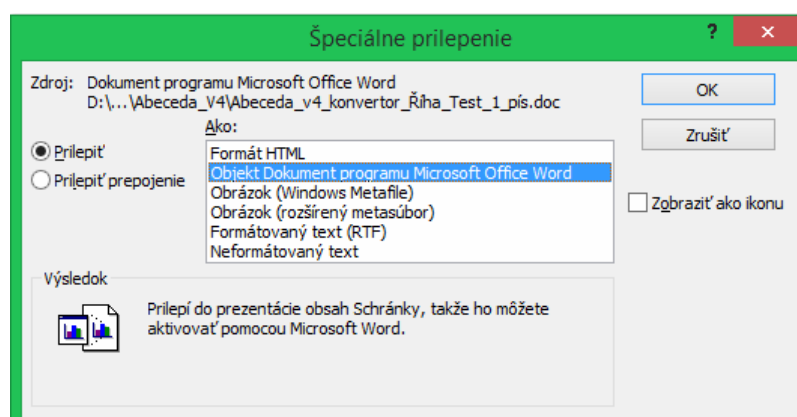 Špeciálne prilepenie
?
×
Zdroj: Dokument programu Microsoft Office Word
D:\...\Abeceda_V4\Abeceda_v4_konvertor_Říha_Test_1_pís.doc
OK
Zrušiť
Ako:
Prilepiť
Prilepiť prepojenie
Formát HTML
Objekt Dokument programu Microsoft Office Word
Obrázok (Windows Metafile)
Obrázok (rozšírený metasúbor)
Formátovaný text (RTF)
Neformátovaný text
Zobraziť ako ikonu
Výsledok
Prilepí do prezentácie obsah Schránky, takže ho môžete
aktivovať pomocou Microsoft Word.